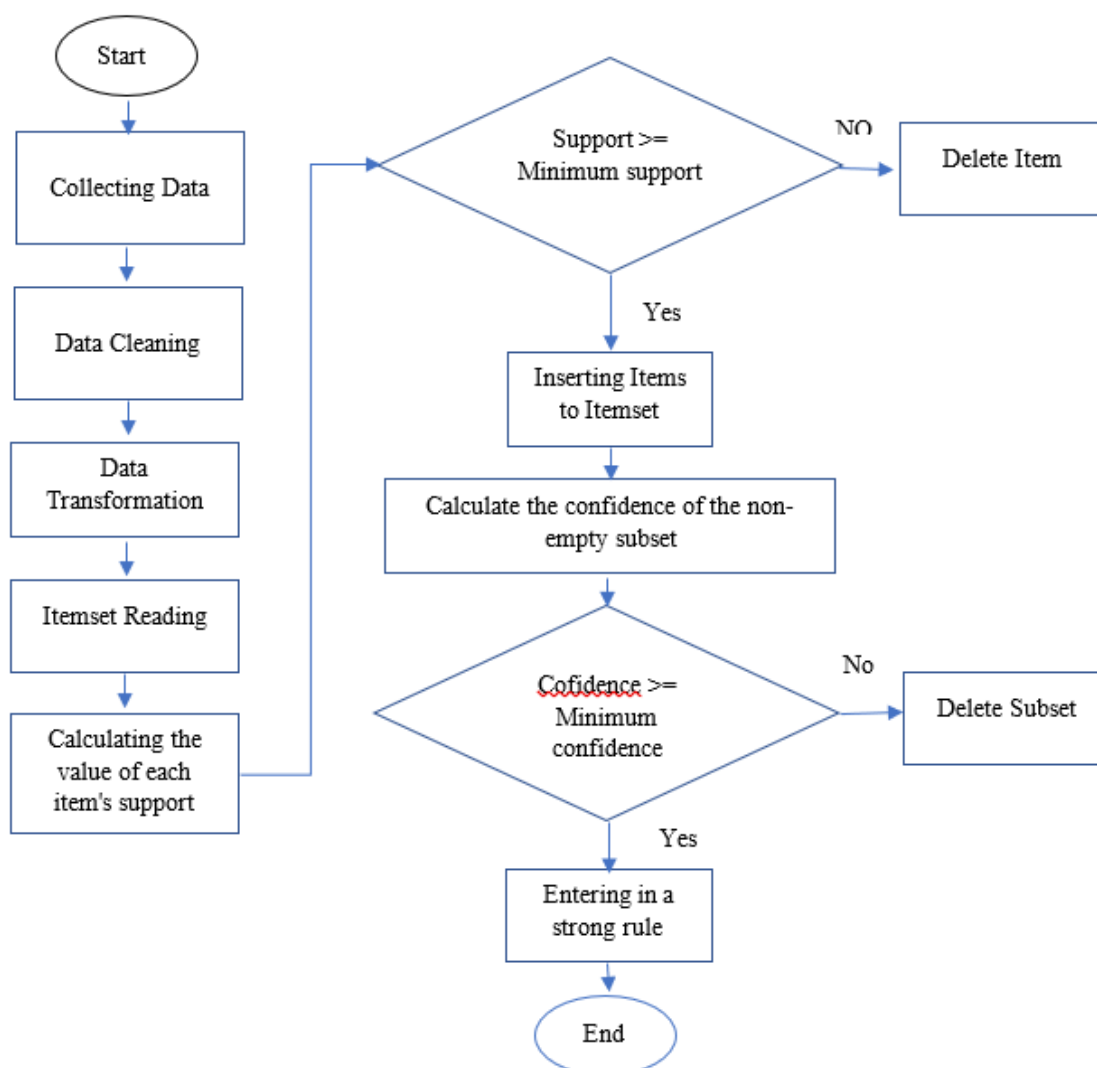 Start
Collecting Data
Data Cleaning
Data
Transformation
Itemset Reading
Calculating the
value of each
item's support
Support >=
Minimum support
NO
Delete Item
Yes
Inserting Items
to Itemset
Calculate the confidence of the non-
empty subset
Cofidence >=
Minimum
confidence
No
Delete Subset
Yes
Entering in a
strong rule
End